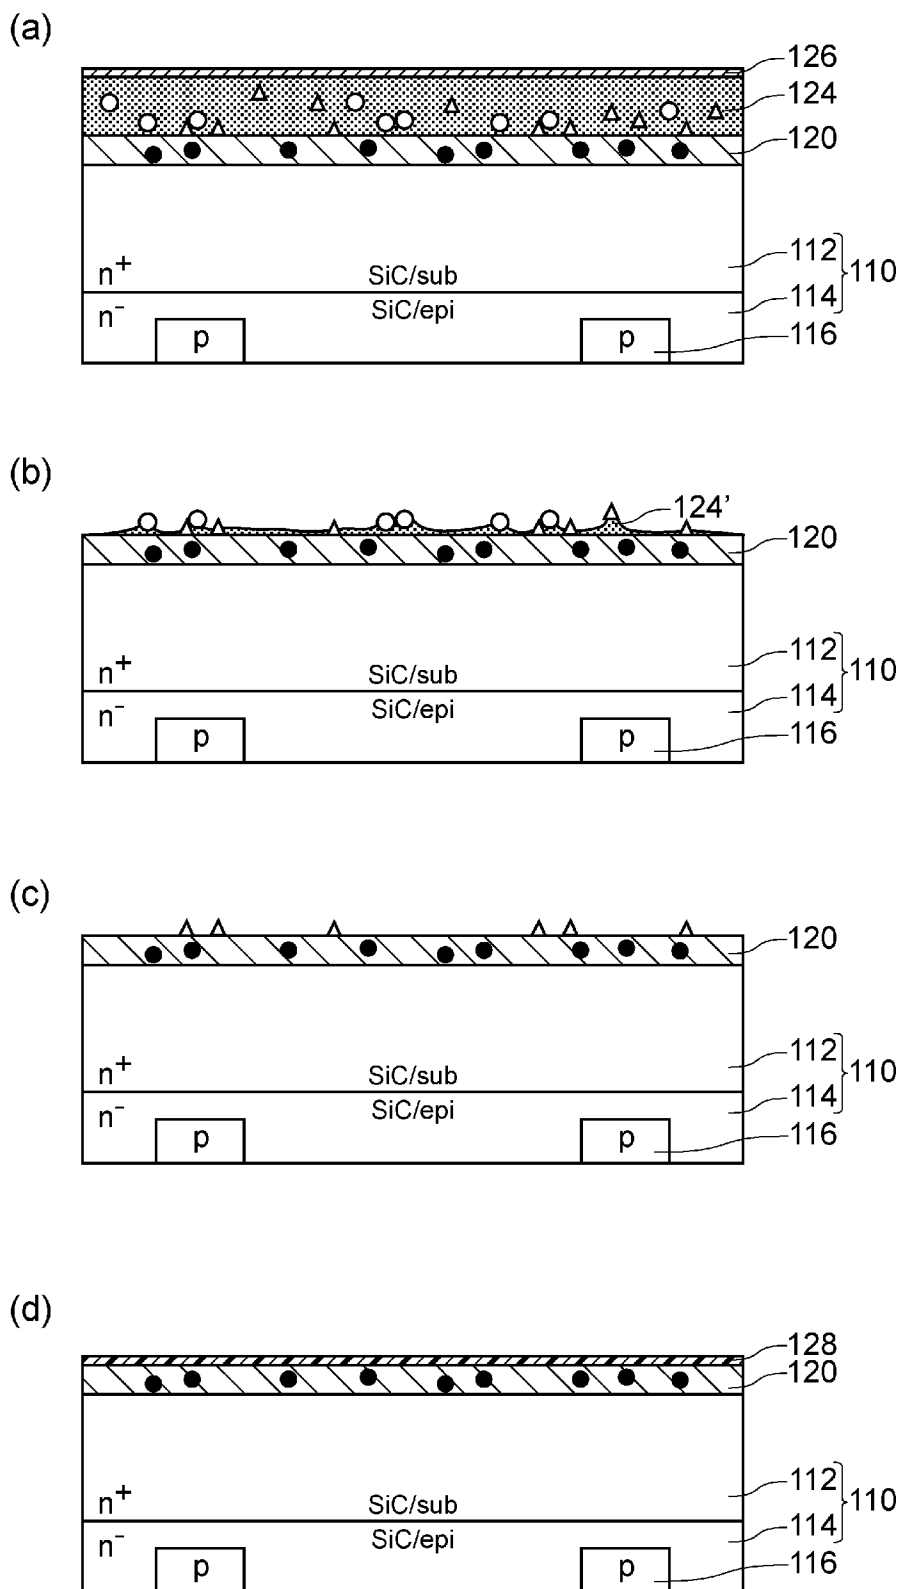 (a)
126
124
120
112
110
n+ SiC/sub
114
n− SiC/epi
116
p p
(b)
124’
120
112
110
n+ SiC/sub
114
n− SiC/epi
116
p p
(c)
120
112
110
n+ SiC/sub
114
n− SiC/epi
116
p p
(d)
128
120
112
110
n+ SiC/sub
114
n− SiC/epi
116
p p